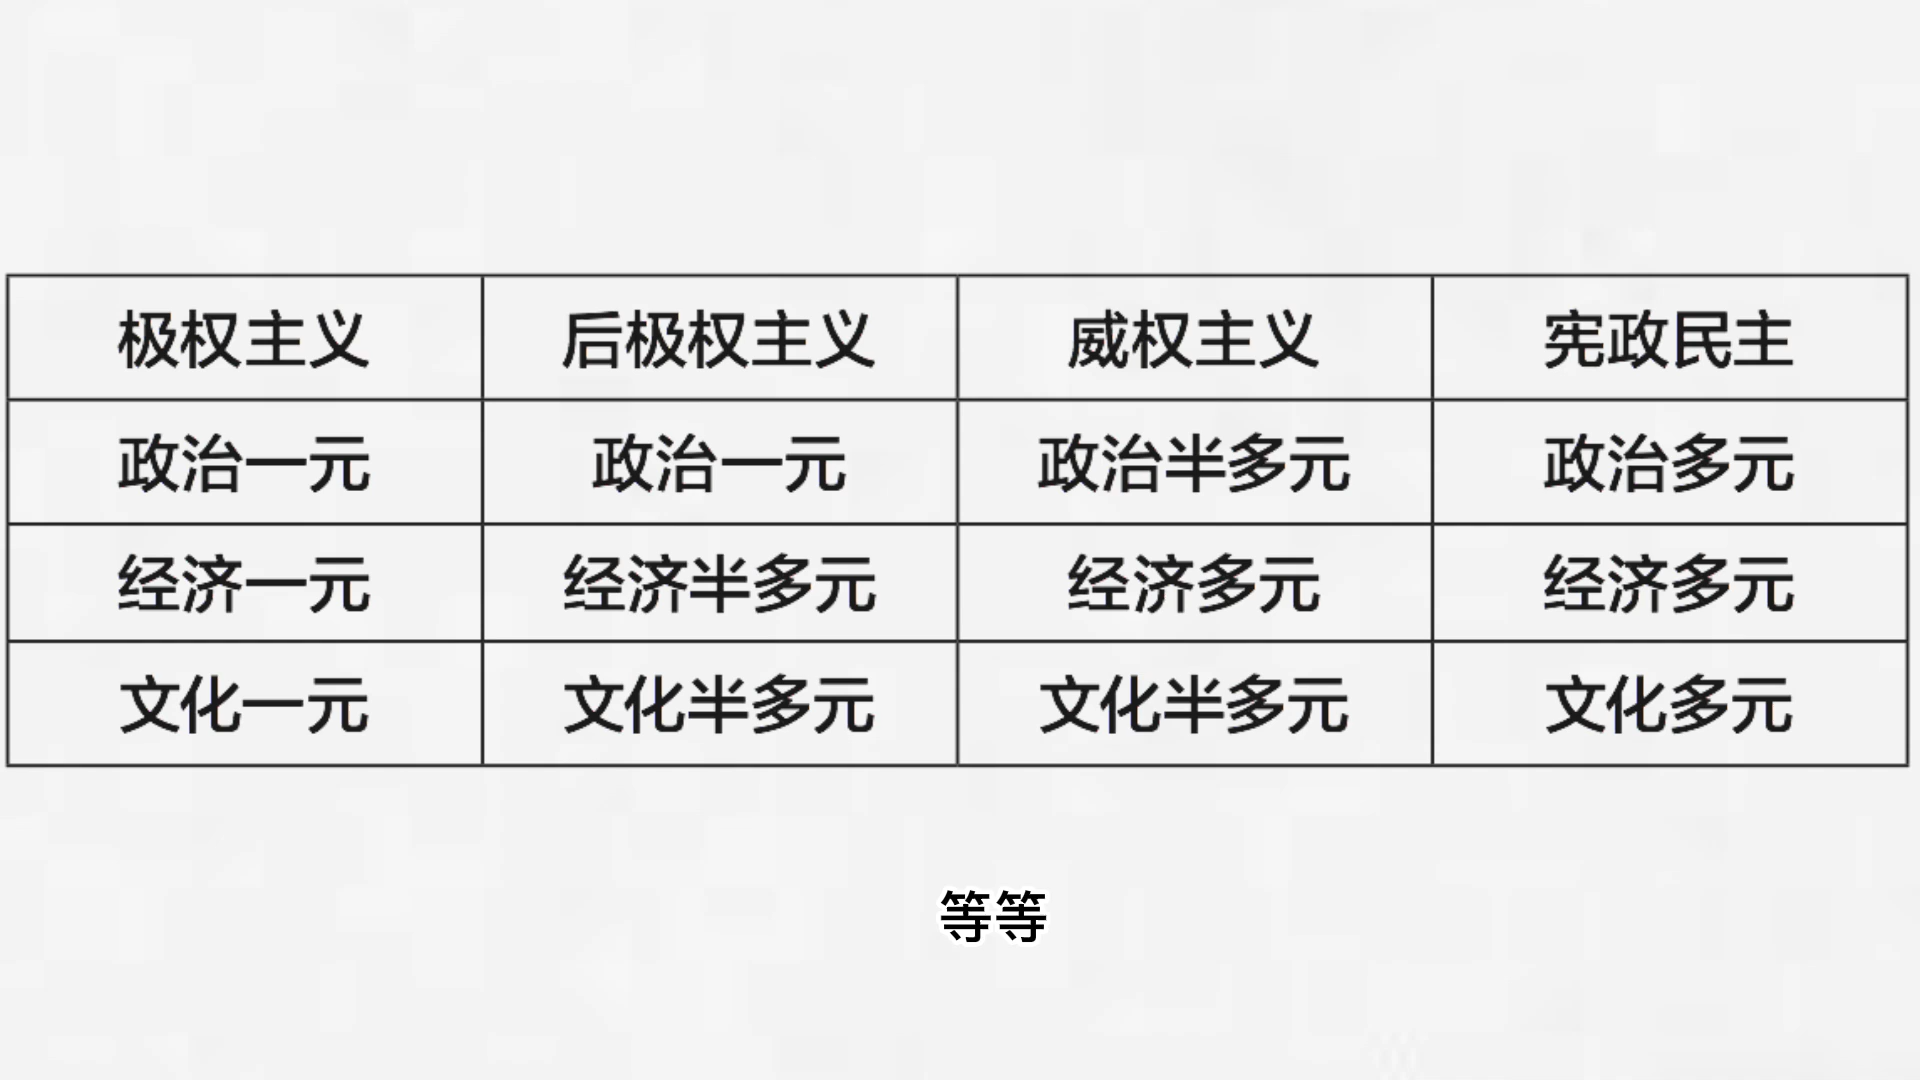 极权主义 后极权主义 威权主义 宪政民主
政治一元 政治一元 政治半多元 政治多元
经济一元 经济半多元 经济多元 经济多元
文化一元 文化半多元 文化半多元 文化多元
等等